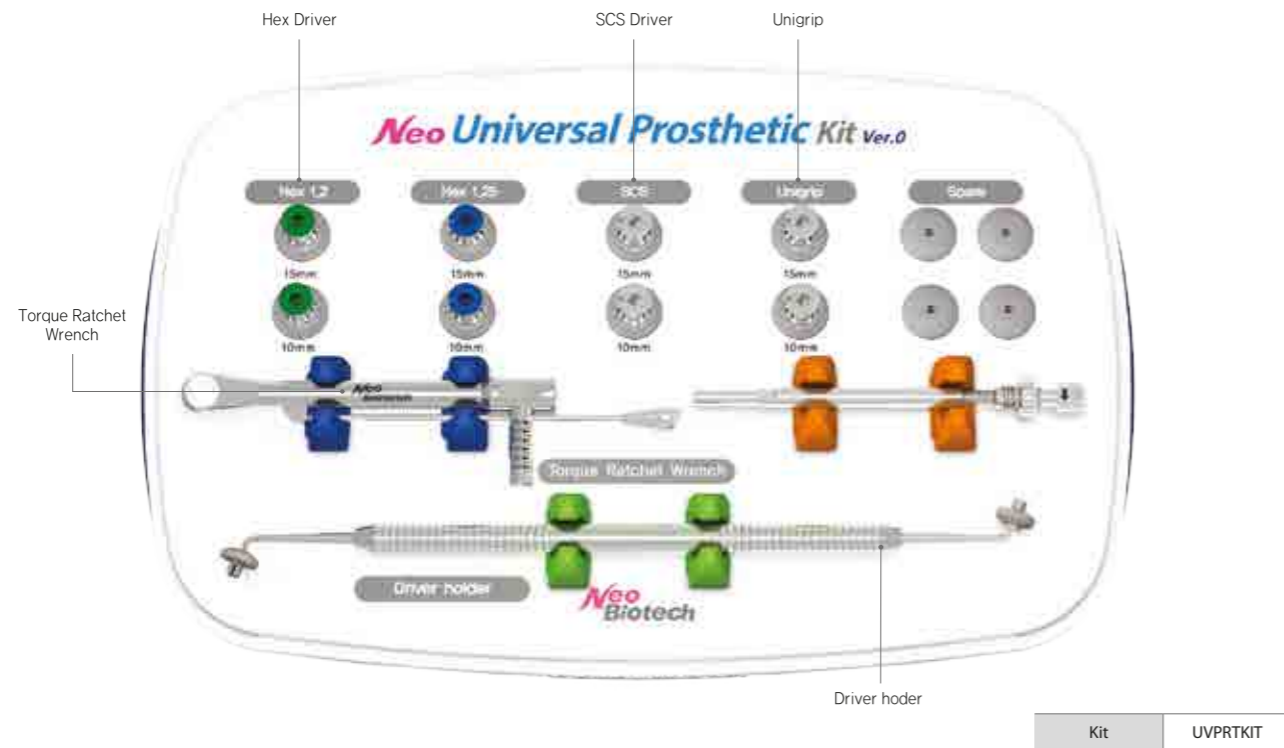 Hex Driver
SCS Driver
Unigrip
Neo Universal Prosthetic Kit Ver.0
Hex 1.2
Hex 1.25
SCS
Unigrip
Spare
15mm
15mm
15mm
15mm
10mm
10mm
10mm
10mm
Torque Ratchet
Wrench
Neo
Biotech
Torque Ratchet Wrench
Driver holder
Neo
Biotech
Driver hoder
Kit
UVPRTKIT